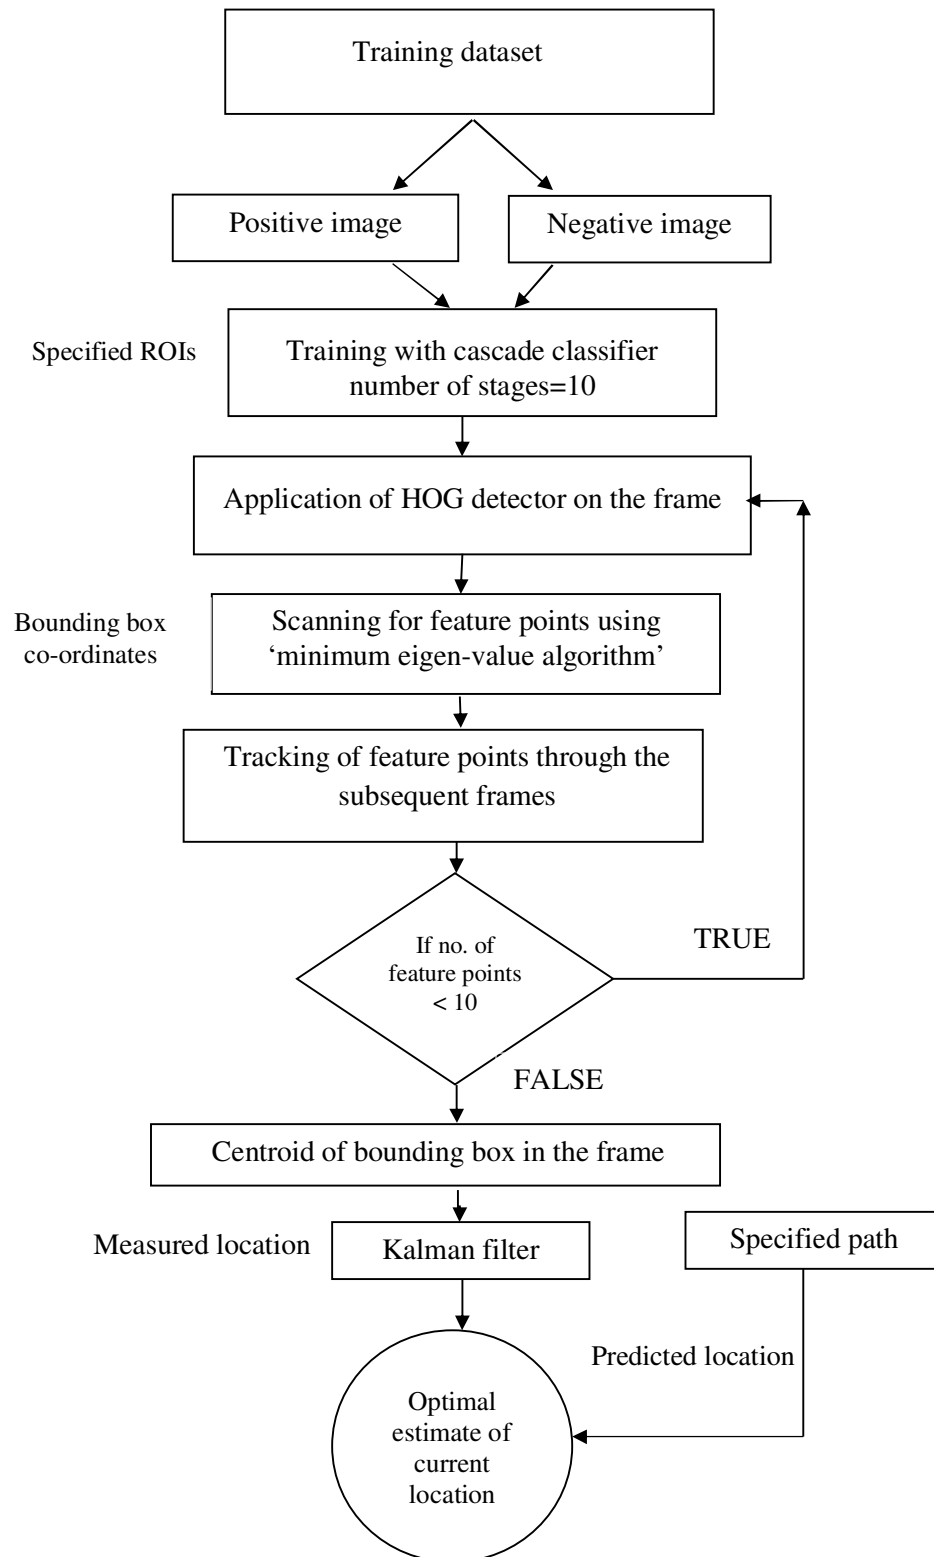 Training dataset
Positive image
Negative image
Specified ROIs
Training with cascade classifier
number of stages=10
Application of HOG detector on the frame
Bounding box
co-ordinates
Scanning for feature points using
‘minimum eigen-value algorithm’
Tracking of feature points through the
subsequent frames
If no. of
feature points
< 10
TRUE
FALSE
Centroid of bounding box in the frame
Measured location
Kalman filter
Specified path
Predicted location
Optimal
estimate of
current
location